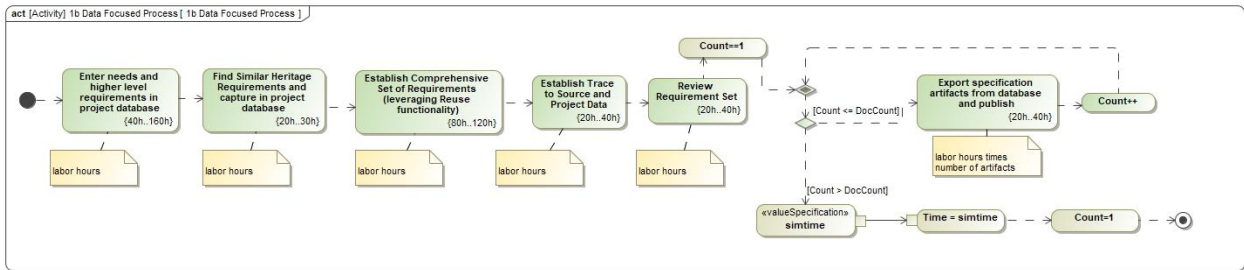 act [Activity] 1b Data Focused Process [ 1b Data Focused Process ]
Enter needs and
higher level
requirements in
project database
{40h..160h}
labor hours
Find Similar Heritage
Requirements and
capture in project
database
{20h..30h}
labor hours
Establish Comprehensive
Set of Requirements
(leveraging Reuse
functionality)
{80h..120h}
labor hours
Establish Trace
to Source and
Project Data
{20h..40h}
labor hours
Review
Requirement Set
{20h..40h}
labor hours
Count==1
[Count <= DocCount]
Export specification
artifacts from database
and publish
{20h..40h}
labor hours times
number of artifacts
Count++
[Count > DocCount]
«valueSpecification»
simtime
Time = simtime
Count=1